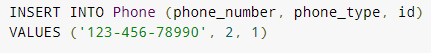 INSERT INTO Phone (phone_number, phone_type, id)
VALUES ('123-456-78990', 2, 1)